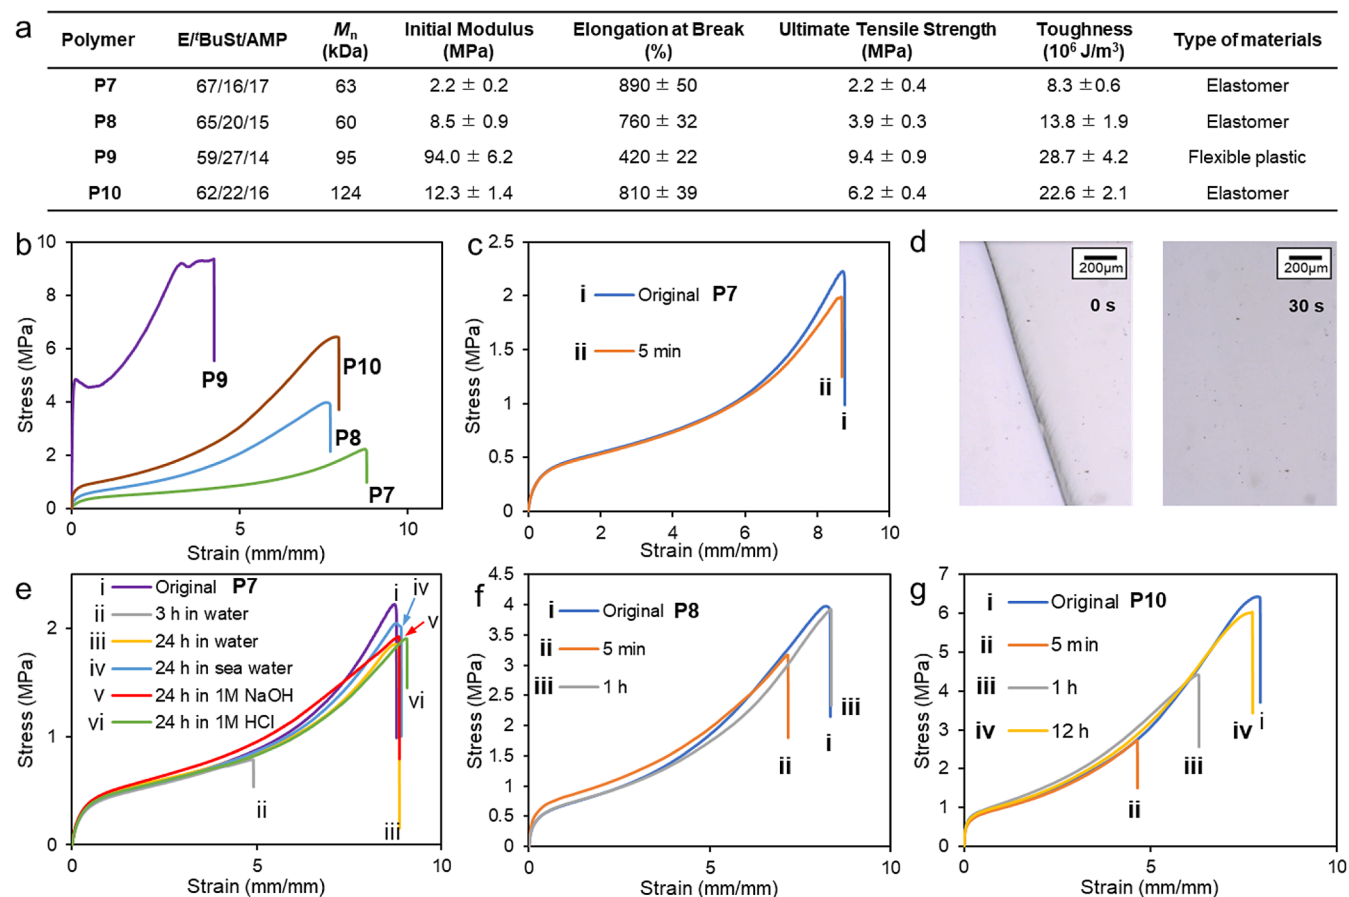 a
Polymer E/ᵗBuSt/AMP Mn (kDa) Initial Modulus (MPa) Elongation at Break (%) Ultimate Tensile Strength (MPa) Toughness (10⁶ J/m³) Type of materials
P7 67/16/17 63 2.2 ± 0.2 890 ± 50 2.2 ± 0.4 8.3 ±0.6 Elastomer
P8 65/20/15 60 8.5 ± 0.9 760 ± 32 3.9 ± 0.3 13.8 ± 1.9 Elastomer
P9 59/27/14 95 94.0 ± 6.2 420 ± 22 9.4 ± 0.9 28.7 ± 4.2 Flexible plastic
P10 62/22/16 124 12.3 ± 1.4 810 ± 39 6.2 ± 0.4 22.6 ± 2.1 Elastomer
b
Stress (MPa)
10
8
6
4
2
0
P9
P10
P8
P7
0 5 10
Strain (mm/mm)
c
Stress (MPa)
2.5
2
1.5
1
0.5
0
i Original P7
ii 5 min
ii
i
0 2 4 6 8 10
Strain (mm/mm)
d
200μm
0 s
200μm
30 s
e
Stress (MPa)
2
1
0
i Original P7
ii 3 h in water
iii 24 h in water
iv 24 h in sea water
v 24 h in 1M NaOH
vi 24 h in 1M HCl
i
iv
v
vi
ii
iii
0 5 10
Strain (mm/mm)
f
Stress (MPa)
4.5
4
3.5
3
2.5
2
1.5
1
0.5
0
i Original P8
ii 5 min
iii 1 h
iii
i
ii
0 5 10
Strain (mm/mm)
g
Stress (MPa)
7
6
5
4
3
2
1
0
i Original P10
ii 5 min
iii 1 h
iv 12 h
iv
i
iii
ii
0 5 10
Strain (mm/mm)